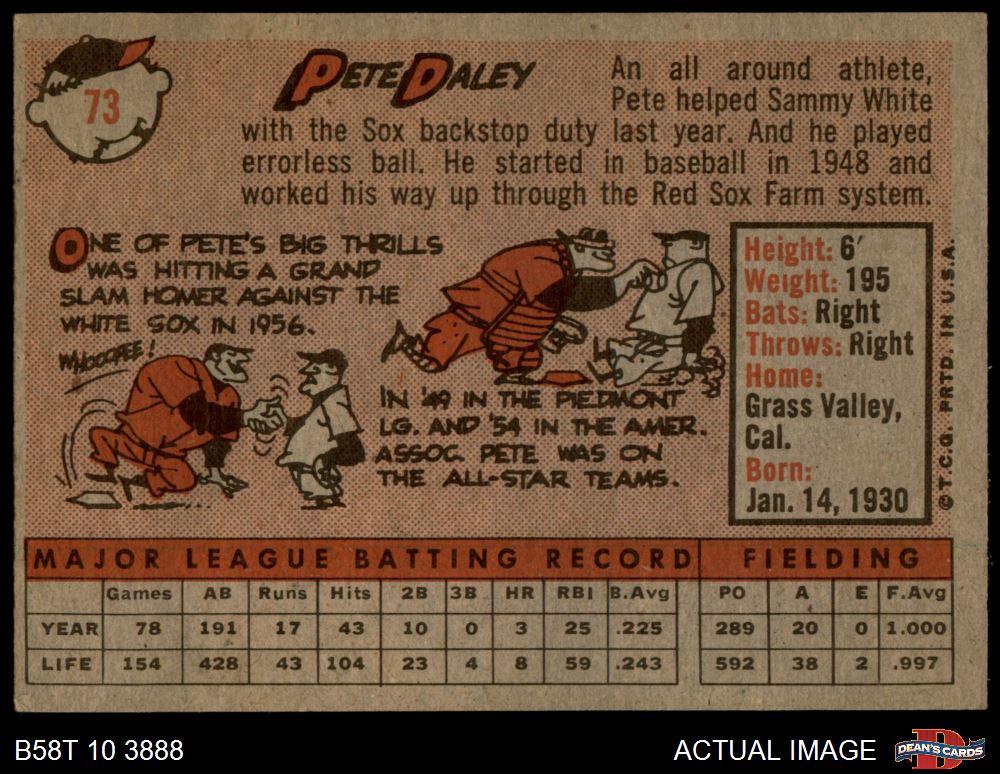 73
PETE DALEY
An all around athlete,
Pete helped Sammy White
with the Sox backstop duty last year. And he played
errorless ball. He started in baseball in 1948 and
worked his way up through the Red Sox Farm system.
ONE OF PETE'S BIG THRILLS
WAS HITTING A GRAND
SLAM HOMER AGAINST THE
WHITE SOX IN 1956.
WHOOOPEE!
IN '49 IN THE PIEDMONT
LG. AND '54 IN THE AMER.
ASSOC. PETE WAS ON
THE ALL-STAR TEAMS.
Height: 6'
Weight: 195
Bats: Right
Throws: Right
Home:
Grass Valley,
Cal.
Born:
Jan. 14, 1930
© T.C.G. PRTD. IN U.S.A.
MAJOR LEAGUE BATTING RECORD FIELDING
Games AB Runs Hits 2B 3B HR RBI B.Avg PO A E F.Avg
YEAR 78 191 17 43 10 0 3 25 .225 289 20 0 1.000
LIFE 154 428 43 104 23 4 8 59 .243 592 38 2 .997
B58T 10 3888
ACTUAL IMAGE
D
DEAN'S CARDS